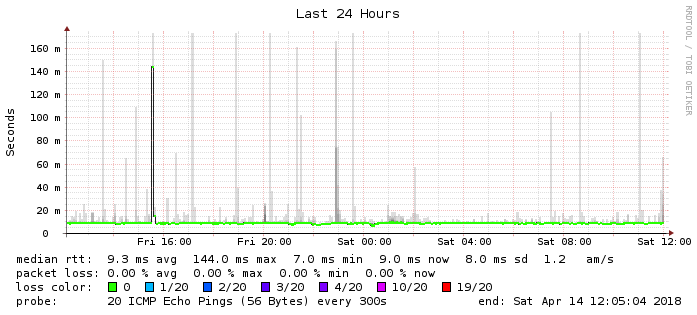 Last 24 Hours
RRDTOOL / TOBI OETIKER
Seconds
160 m
140 m
120 m
100 m
80 m
60 m
40 m
20 m
0
Fri 16:00 Fri 20:00 Sat 00:00 Sat 04:00 Sat 08:00 Sat 12:00
median rtt: 9.3 ms avg 144.0 ms max 7.0 ms min 9.0 ms now 8.0 ms sd 1.2 am/s
packet loss: 0.00 % avg 0.00 % max 0.00 % min 0.00 % now
loss color: 0 1/20 2/20 3/20 4/20 10/20 19/20
probe: 20 ICMP Echo Pings (56 Bytes) every 300s end: Sat Apr 14 12:05:04 2018